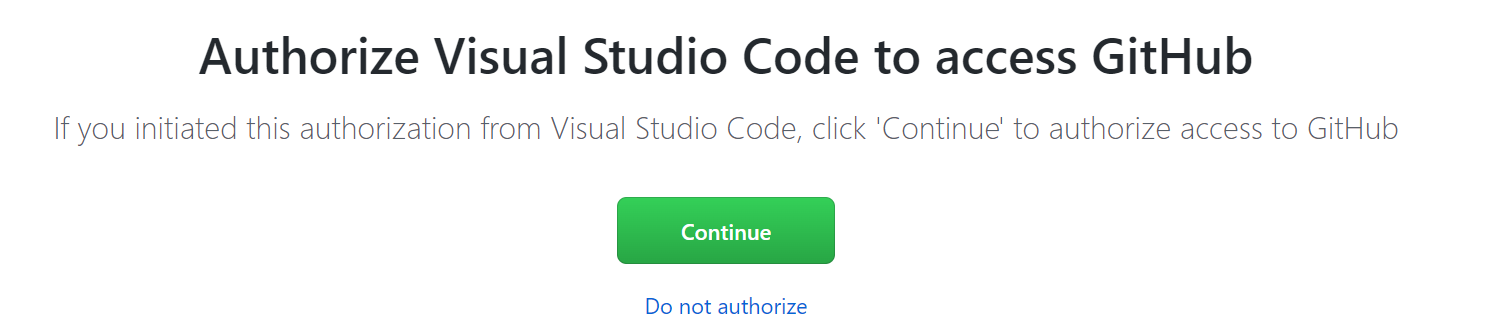 Authorize Visual Studio Code to access GitHub
If you initiated this authorization from Visual Studio Code, click 'Continue' to authorize access to GitHub
Continue
Do not authorize